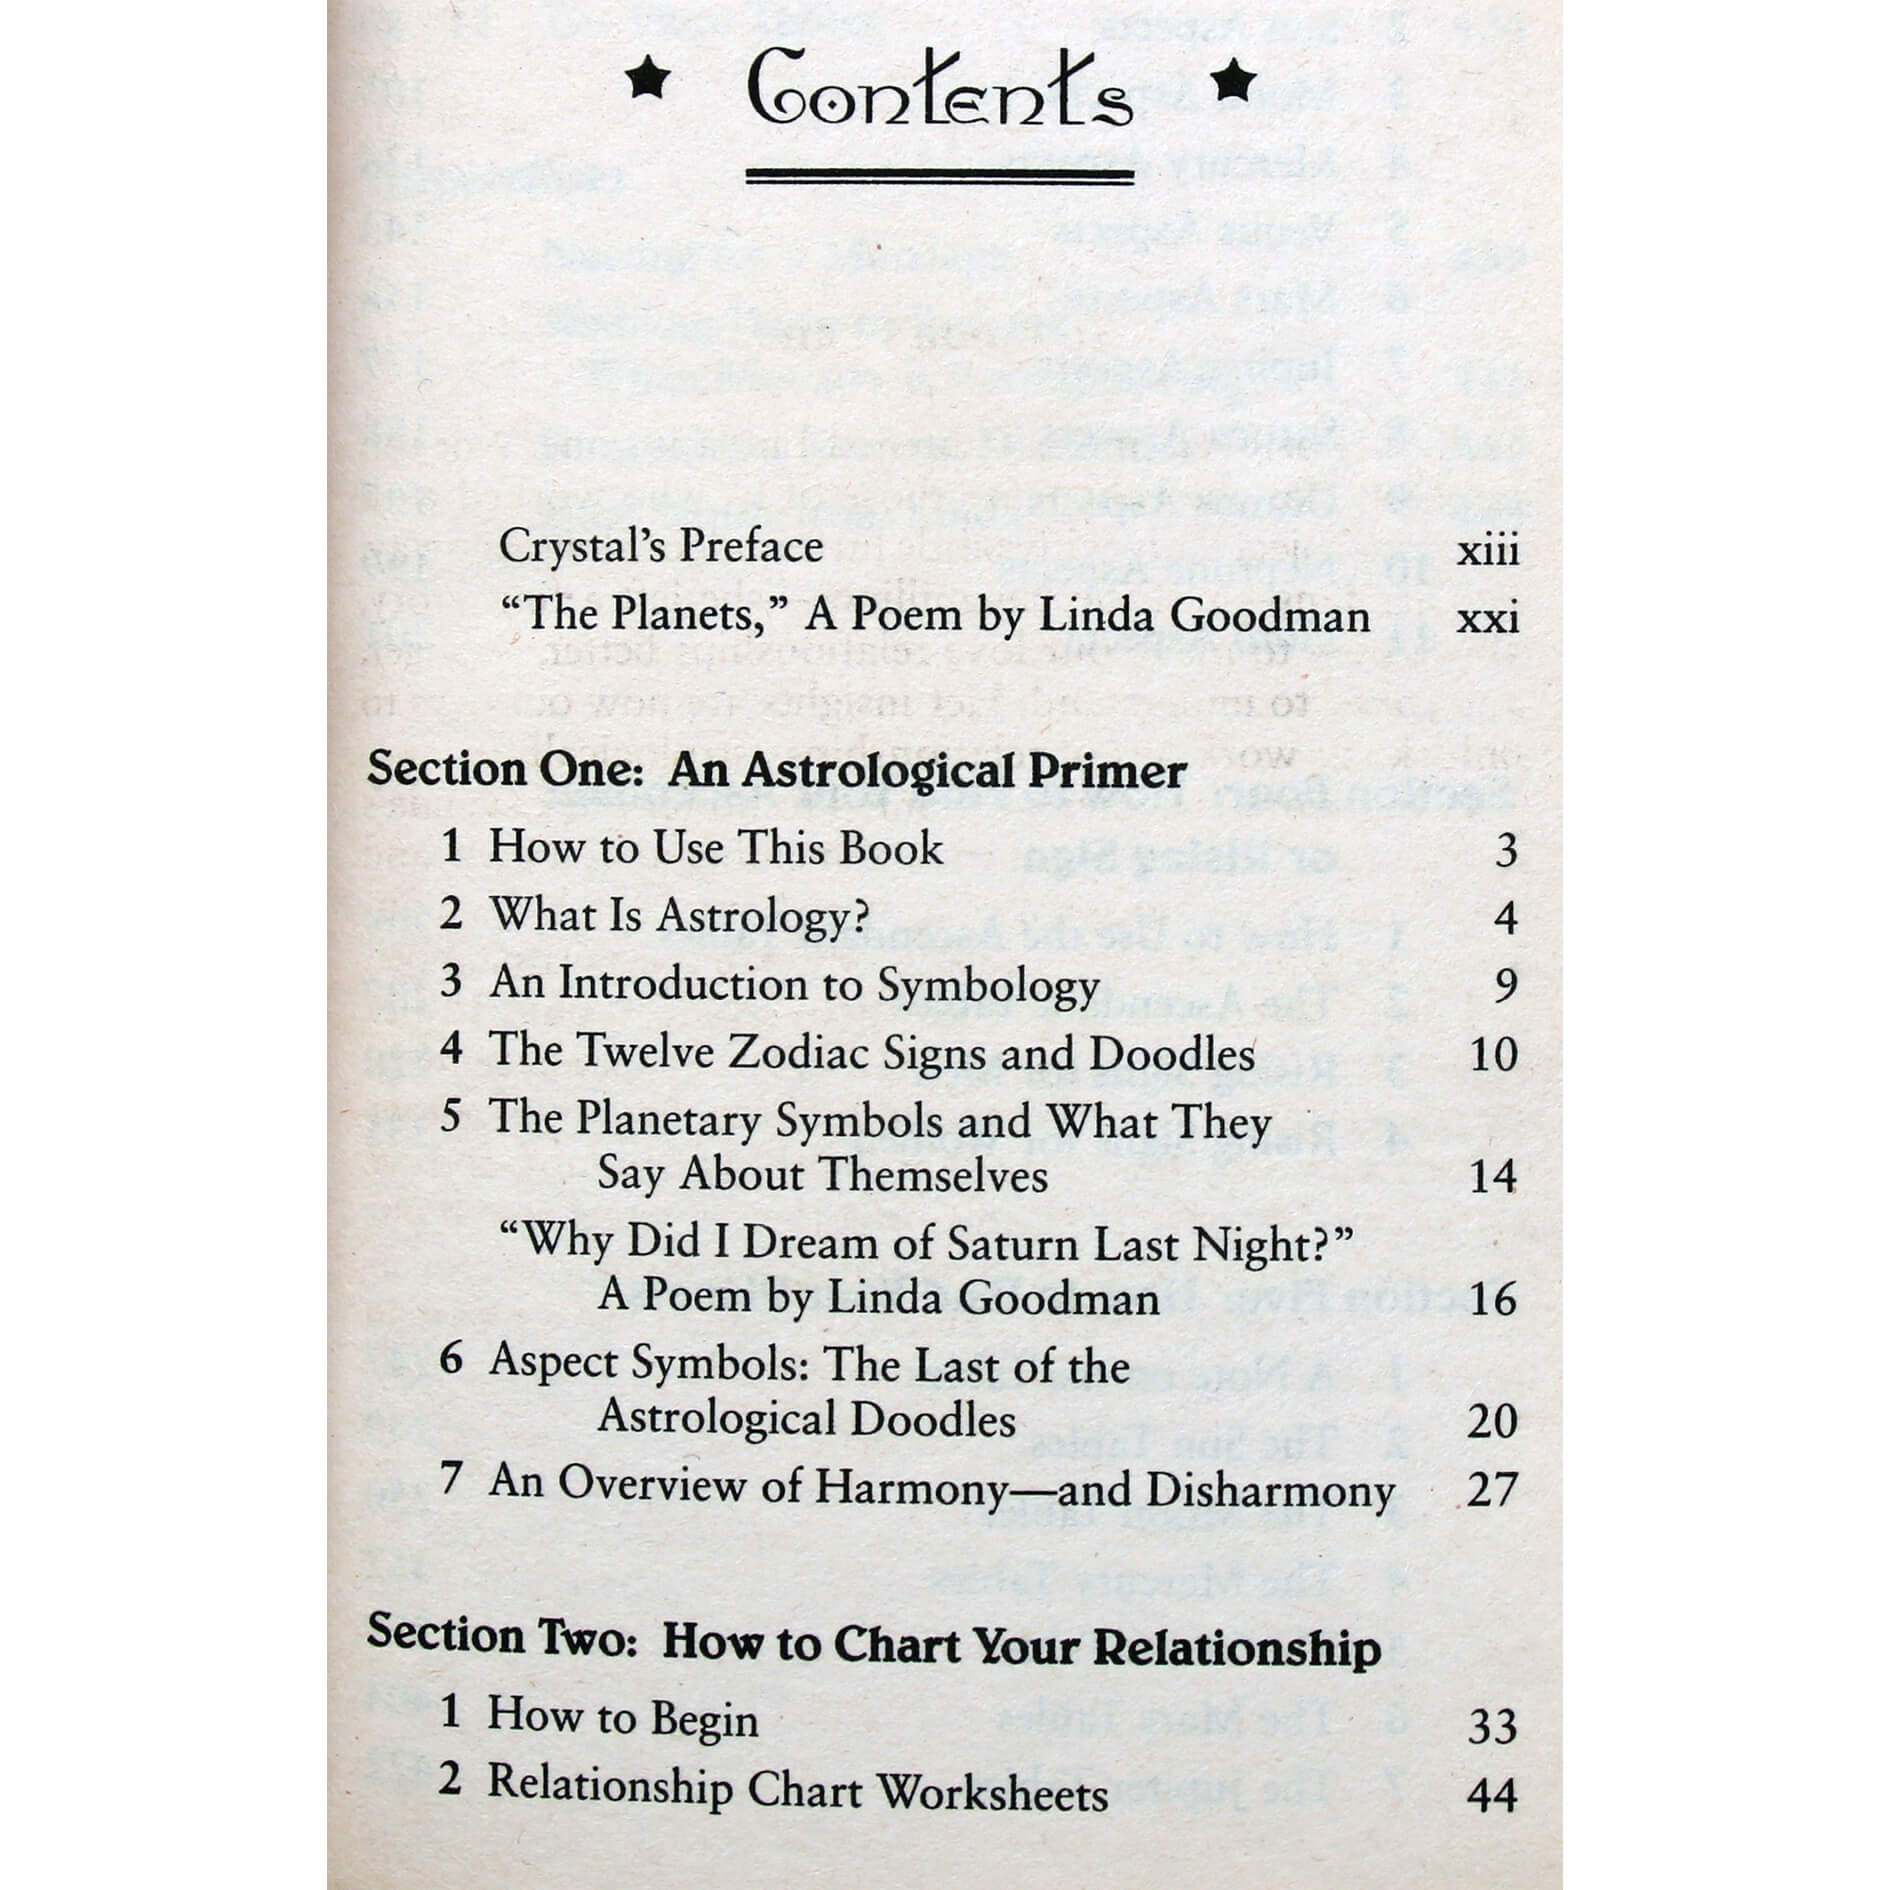 Contents
Crystal's Preface xiii
“The Planets,” A Poem by Linda Goodman xxi
Section One: An Astrological Primer
1 How to Use This Book 3
2 What Is Astrology? 4
3 An Introduction to Symbology 9
4 The Twelve Zodiac Signs and Doodles 10
5 The Planetary Symbols and What They
Say About Themselves 14
“Why Did I Dream of Saturn Last Night?”
A Poem by Linda Goodman 16
6 Aspect Symbols: The Last of the
Astrological Doodles 20
7 An Overview of Harmony—and Disharmony 27
Section Two: How to Chart Your Relationship
1 How to Begin 33
2 Relationship Chart Worksheets 44